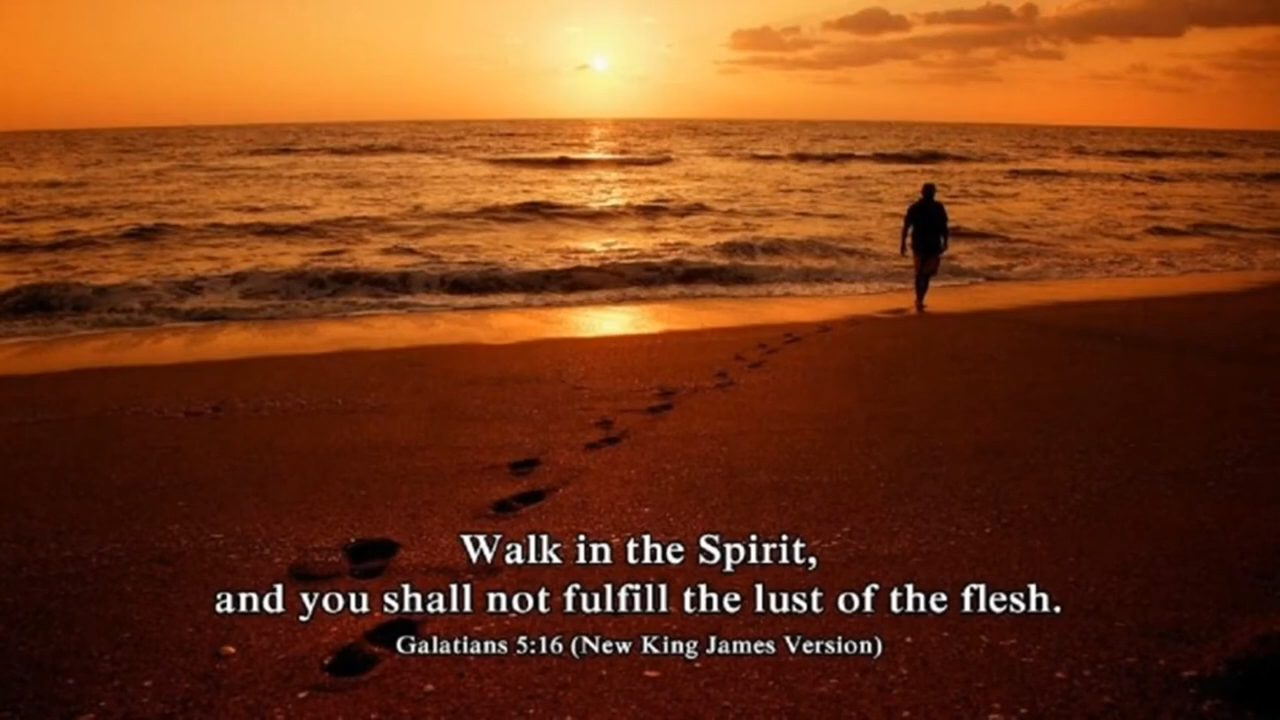 Walk in the Spirit,
and you shall not fulfill the lust of the flesh.
Galatians 5:16 (New King James Version)